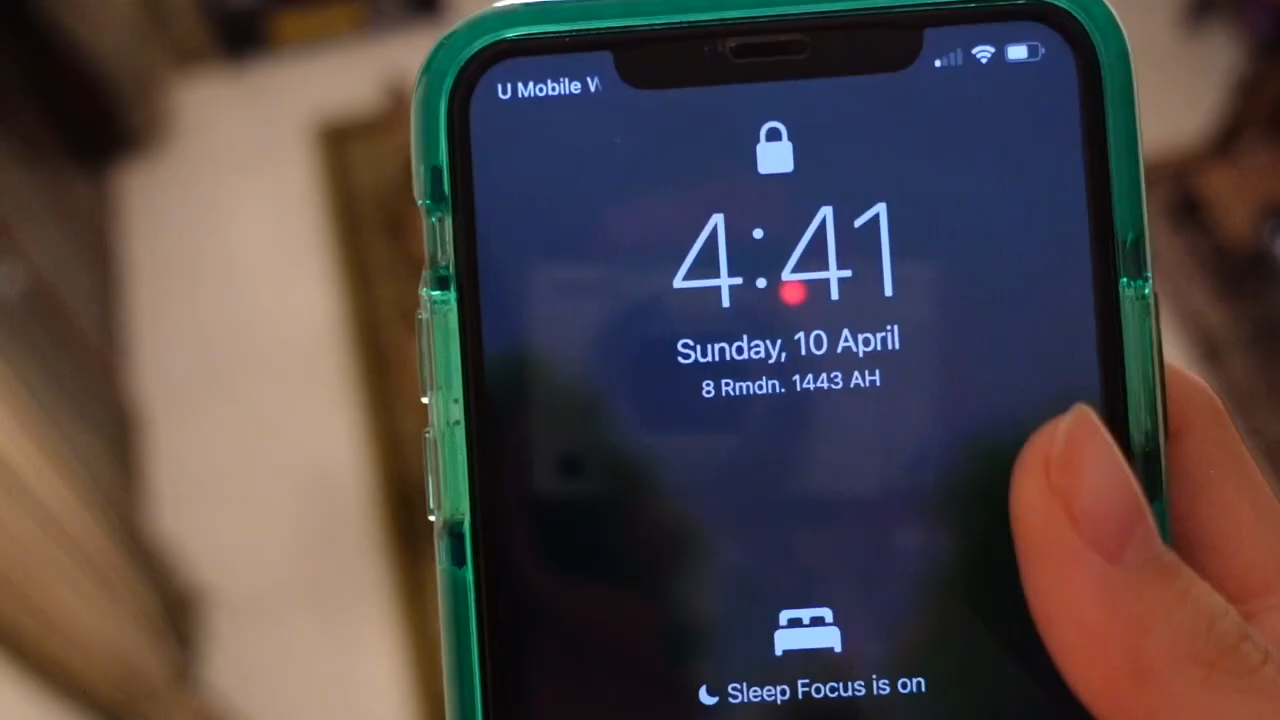 U Mobile
4:41
Sunday, 10 April
8 Rmdn. 1443 AH
Sleep Focus is on